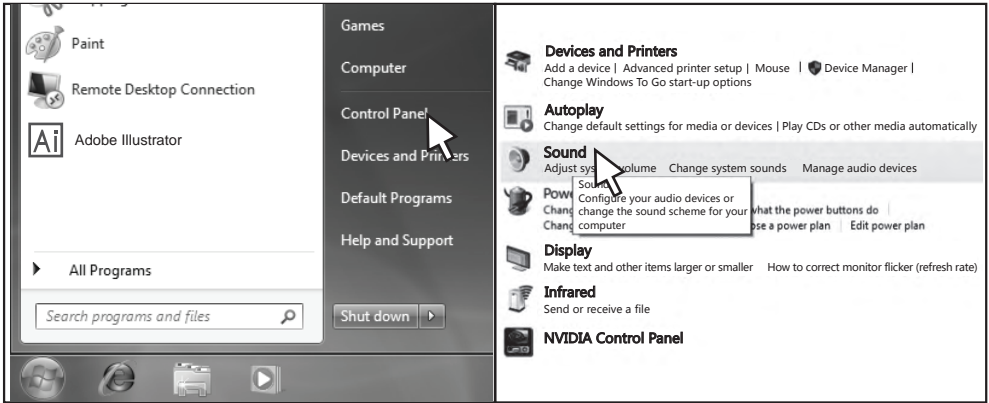 Paint
Remote Desktop Connection
Ai Adobe Illustrator
All Programs
Search programs and files
Games
Computer
Control Panel
Devices and Printers
Default Programs
Help and Support
Shut down
Devices and Printers
Add a device | Advanced printer setup | Mouse | Device Manager |
Change Windows To Go start-up options
Autoplay
Change default settings for media or devices | Play CDs or other media automatically
Sound
Adjust system volume Change system sounds Manage audio devices
Sound
Configure your audio devices or
change the sound scheme for your
computer
what the power buttons do
a power plan Edit power plan
Display
Make text and other items larger or smaller How to correct monitor flicker (refresh rate)
Infrared
Send or receive a file
NVIDIA Control Panel